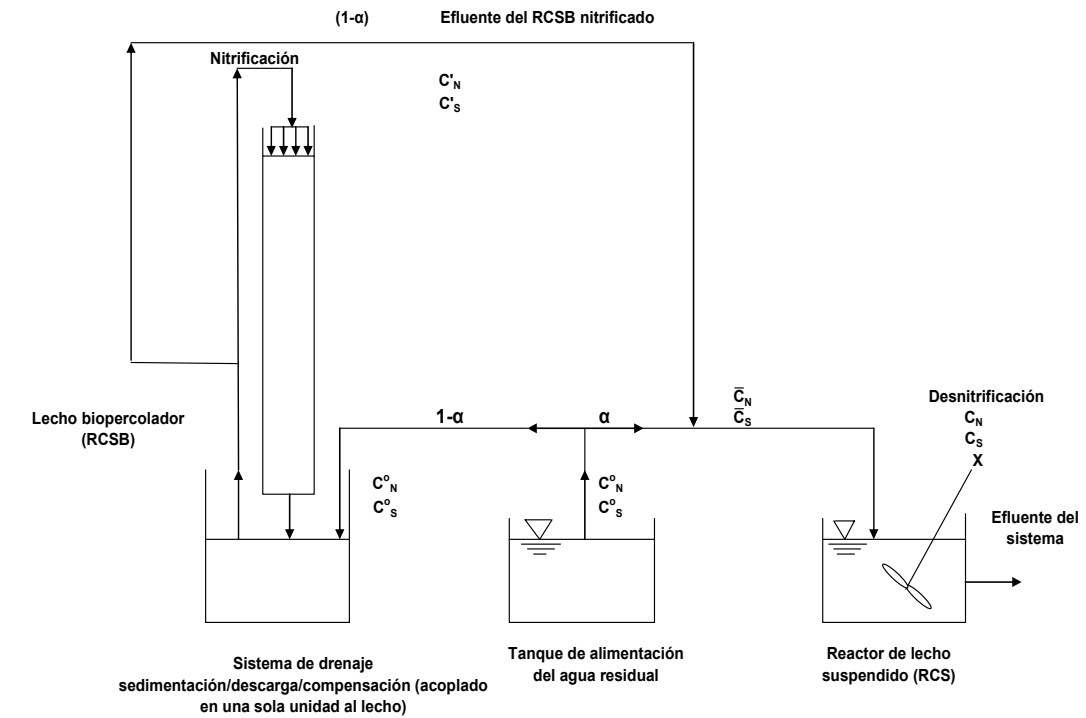 (1-α) Efluente del RCSB nitrificado
Nitrificación
C'N
C'S
Lecho biopercolador
(RCSB)
1-α
α
C̅N
C̅S
Desnitrificación
CN
CS
X
C°N
C°S
C°N
C°S
Efluente del
sistema
Sistema de drenaje
sedimentación/descarga/compensación (acoplado
en una sola unidad al lecho)
Tanque de alimentación
del agua residual
Reactor de lecho
suspendido (RCS)